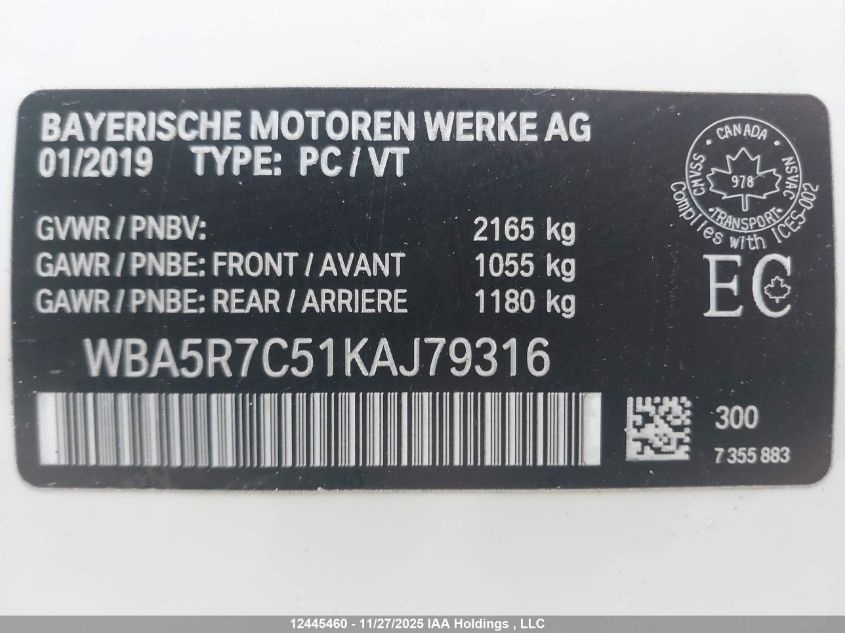 BAYERISCHE MOTOREN WERKE AG
01/2019 TYPE: PC / VT
CANADA
CMVSS
NSVAC
978
TRANSPORT
Complies with ICES-002
GVWR / PNBV: 2165 kg
GAWR / PNBE: FRONT / AVANT 1055 kg
GAWR / PNBE: REAR / ARRIERE 1180 kg
EC
WBA5R7C51KAJ79316
300
7 355 883
12445460 - 11/27/2025 IAA Holdings , LLC